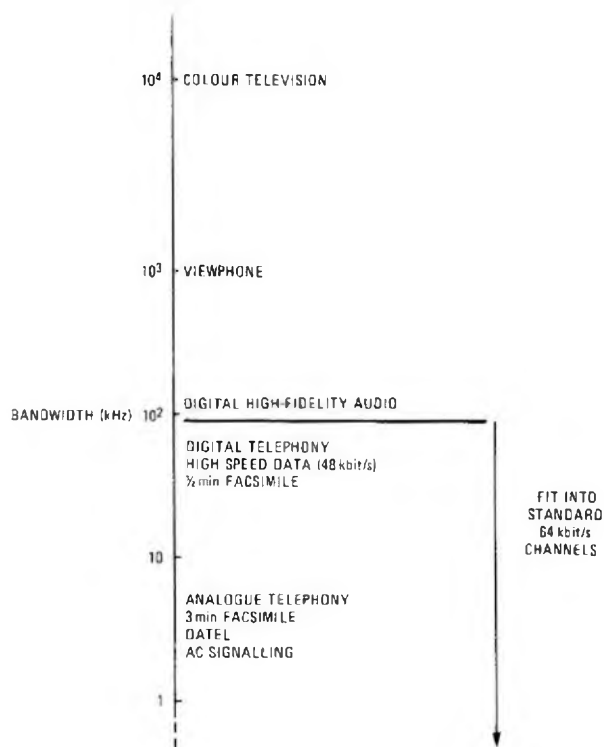 10⁴ COLOUR TELEVISION
10³ VIEWPHONE
BANDWIDTH (kHz) 10² DIGITAL HIGH-FIDELITY AUDIO
DIGITAL TELEPHONY
HIGH SPEED DATA (48 kbit/s)
½ min FACSIMILE
FIT INTO
STANDARD
64 kbit/s
CHANNELS
10
ANALOGUE TELEPHONY
3 min FACSIMILE
DATEL
AC SIGNALLING
1